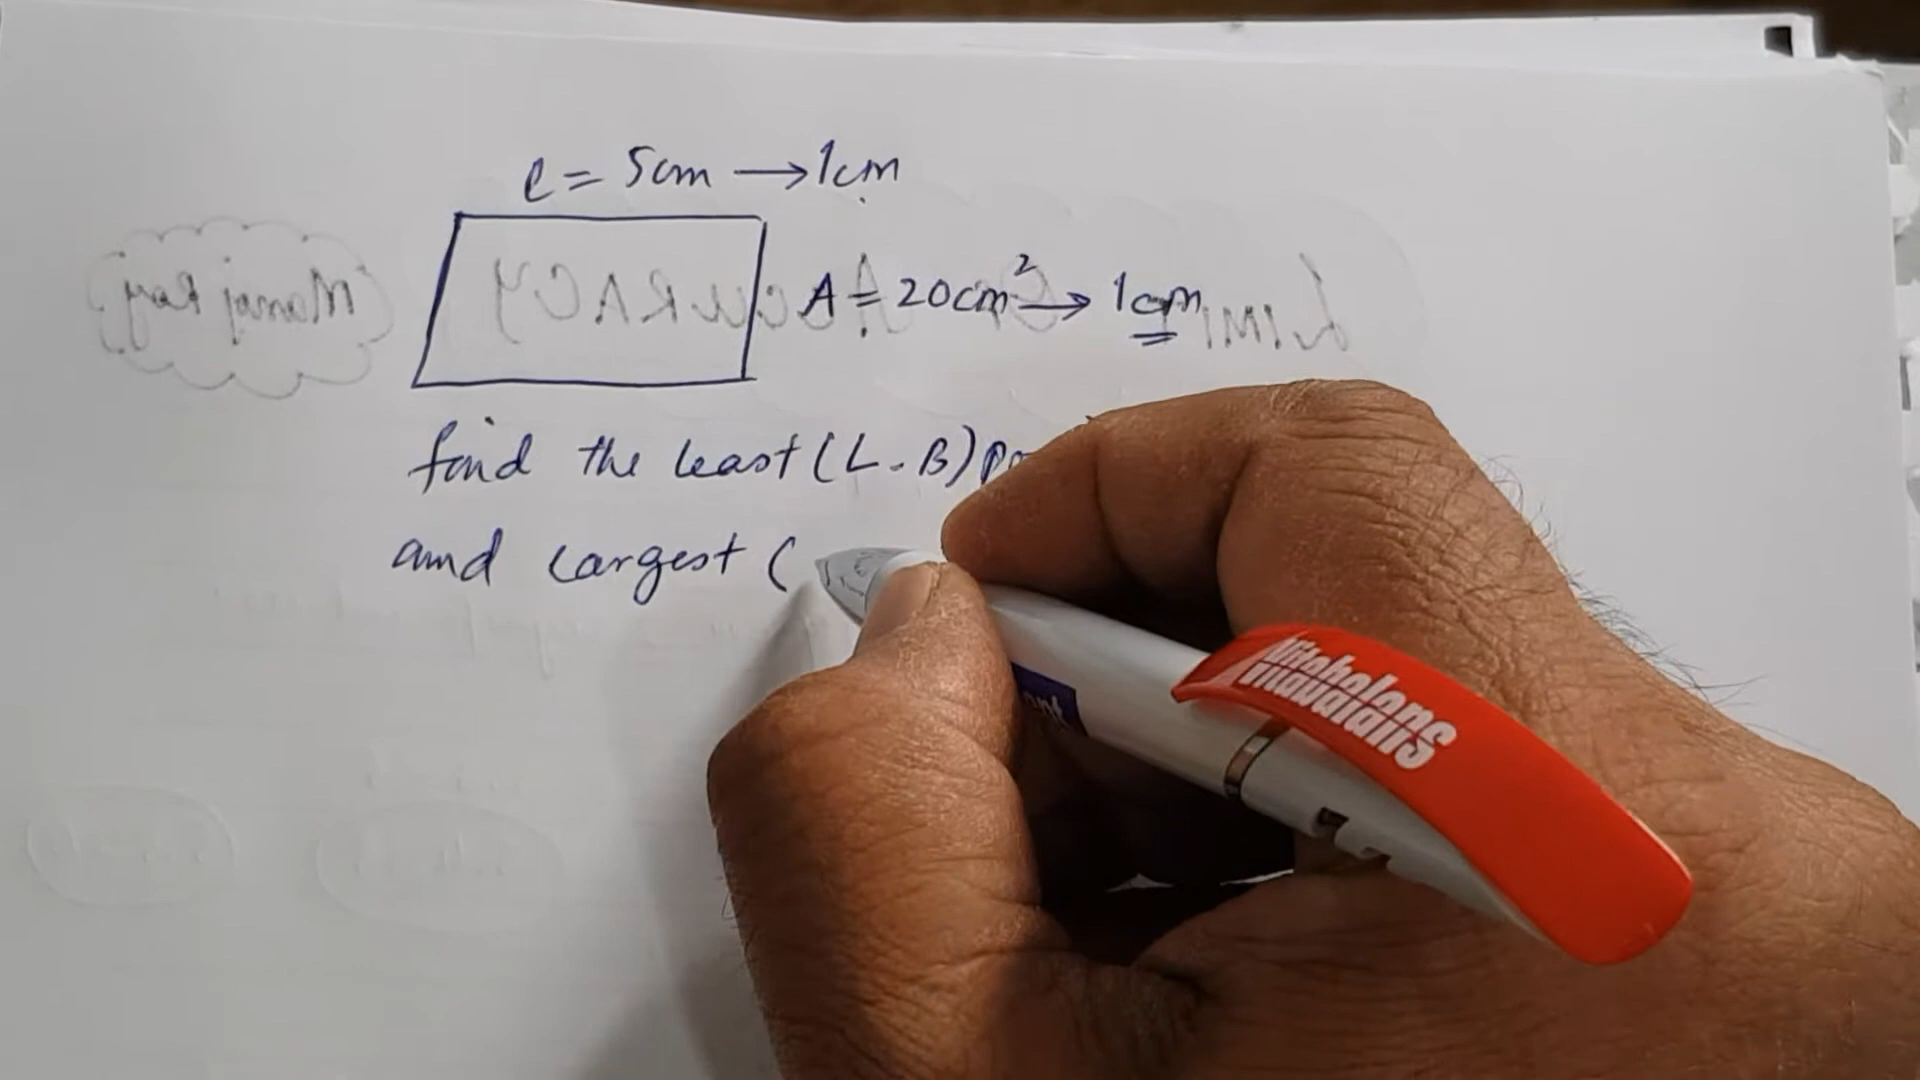 l = 5cm → 1cm
A = 20cm² → 1cm
find the least (L.B)
and largest (